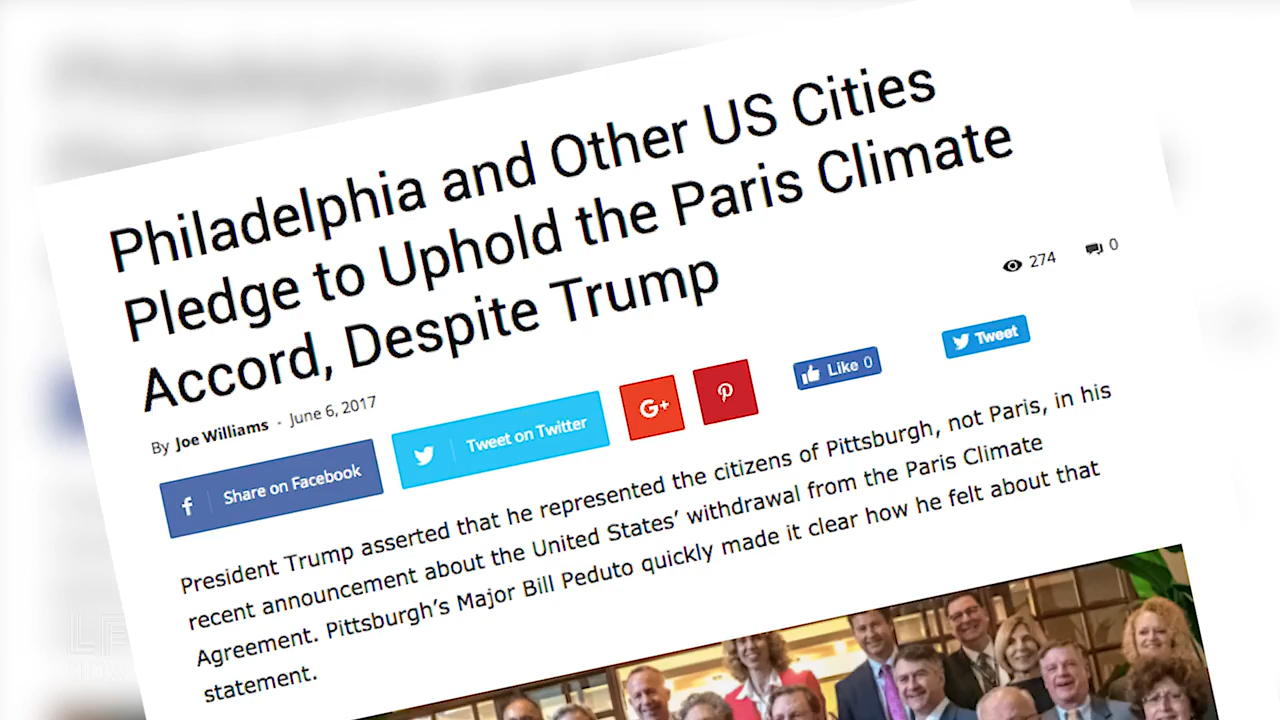 Philadelphia and Other US Cities
Pledge to Uphold the Paris Climate
Accord, Despite Trump
By Joe Williams - June 6, 2017
274
0
Share on Facebook
Tweet on Twitter
G+
Like 0
Tweet
President Trump asserted that he represented the citizens of Pittsburgh, not Paris, in his
recent announcement about the United States’ withdrawal from the Paris Climate
Agreement. Pittsburgh’s Major Bill Peduto quickly made it clear how he felt about that
statement.